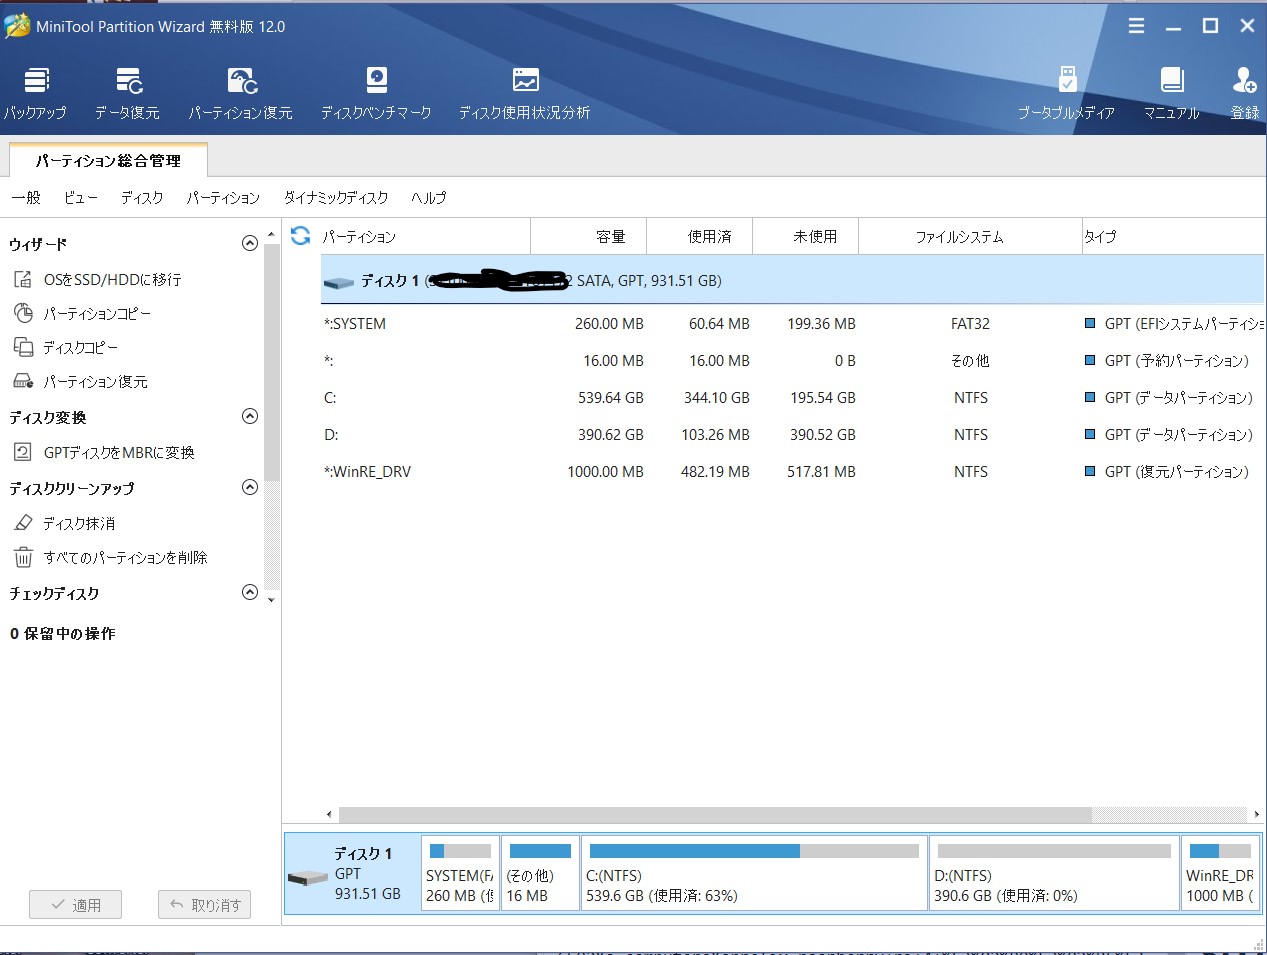 MiniTool Partition Wizard 無料版 12.0
バックアップ
データ復元
パーティション復元
ディスクベンチマーク
ディスク使用状況分析
ブータブルメディア
マニュアル
登録
パーティション総合管理
一般 ビュー ディスク パーティション ダイナミックディスク ヘルプ
ウィザード
OSをSSD/HDDに移行
パーティションコピー
ディスクコピー
パーティション復元
ディスク変換
GPTディスクをMBRに変換
ディスククリーンアップ
ディスク抹消
すべてのパーティションを削除
チェックディスク
0 保留中の操作
適用
取り消す
パーティション 容量 使用済 未使用 ファイルシステム タイプ
ディスク 1 ( SATA, GPT, 931.51 GB)
*:SYSTEM 260.00 MB 60.64 MB 199.36 MB FAT32 GPT (EFIシステムパーティシ
*: 16.00 MB 16.00 MB 0 B その他 GPT (予約パーティション)
C: 539.64 GB 344.10 GB 195.54 GB NTFS GPT (データパーティション)
D: 390.62 GB 103.26 MB 390.52 GB NTFS GPT (データパーティション)
*:WinRE_DRV 1000.00 MB 482.19 MB 517.81 MB NTFS GPT (復元パーティション)
ディスク 1
GPT
931.51 GB
SYSTEM(FA
260 MB (使
(その他)
16 MB
C:(NTFS)
539.6 GB (使用済: 63%)
D:(NTFS)
390.6 GB (使用済: 0%)
WinRE_DR
1000 MB (